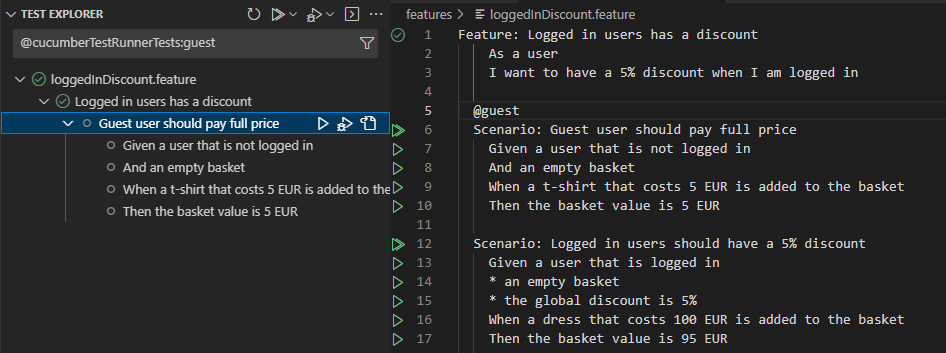 TEST EXPLORER
@cucumberTestRunnerTests:guest
loggedInDiscount.feature
Logged in users has a discount
Guest user should pay full price
Given a user that is not logged in
And an empty basket
When a t-shirt that costs 5 EUR is added to the
Then the basket value is 5 EUR
features > loggedInDiscount.feature
1 Feature: Logged in users has a discount
2 As a user
3 I want to have a 5% discount when I am logged in
4
5 @guest
6 Scenario: Guest user should pay full price
7 Given a user that is not logged in
8 And an empty basket
9 When a t-shirt that costs 5 EUR is added to the basket
10 Then the basket value is 5 EUR
11
12 Scenario: Logged in users should have a 5% discount
13 Given a user that is logged in
14 * an empty basket
15 * the global discount is 5%
16 When a dress that costs 100 EUR is added to the basket
17 Then the basket value is 95 EUR